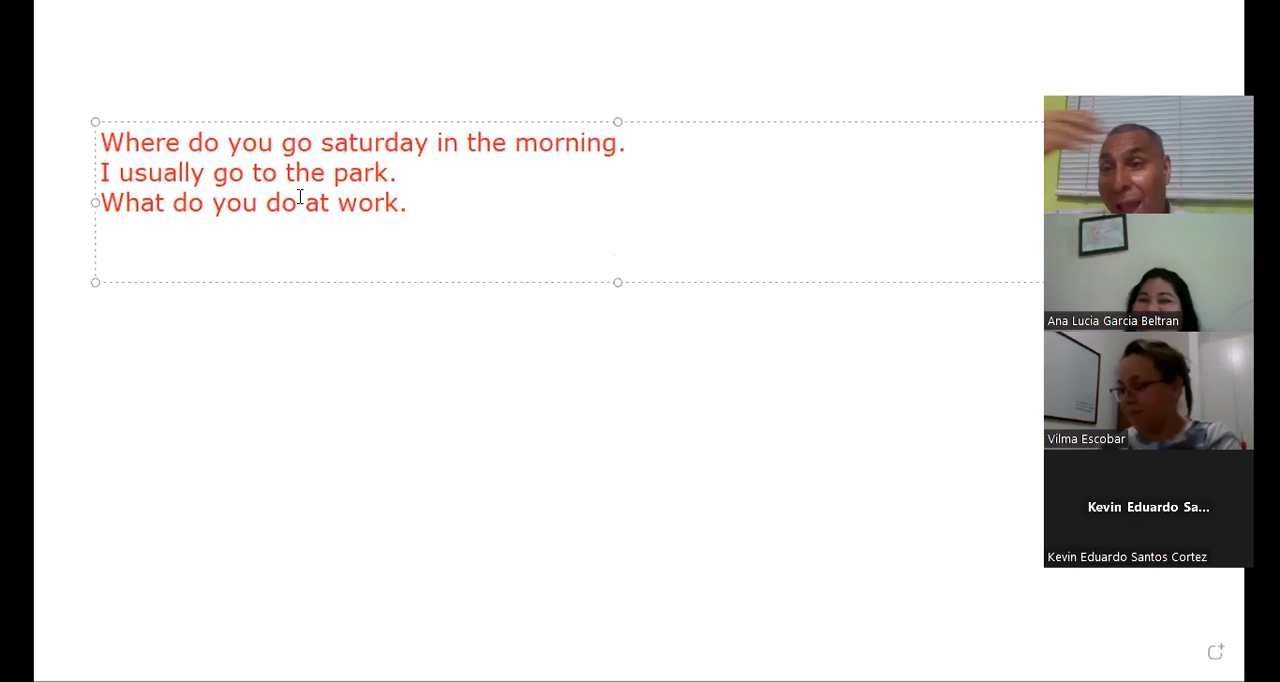 Where do you go saturday in the morning.
I usually go to the park.
What do you do at work.
Ana Lucia Garcia Beltran
Vilma Escobar
Kevin Eduardo Sa...
Kevin Eduardo Santos Cortez